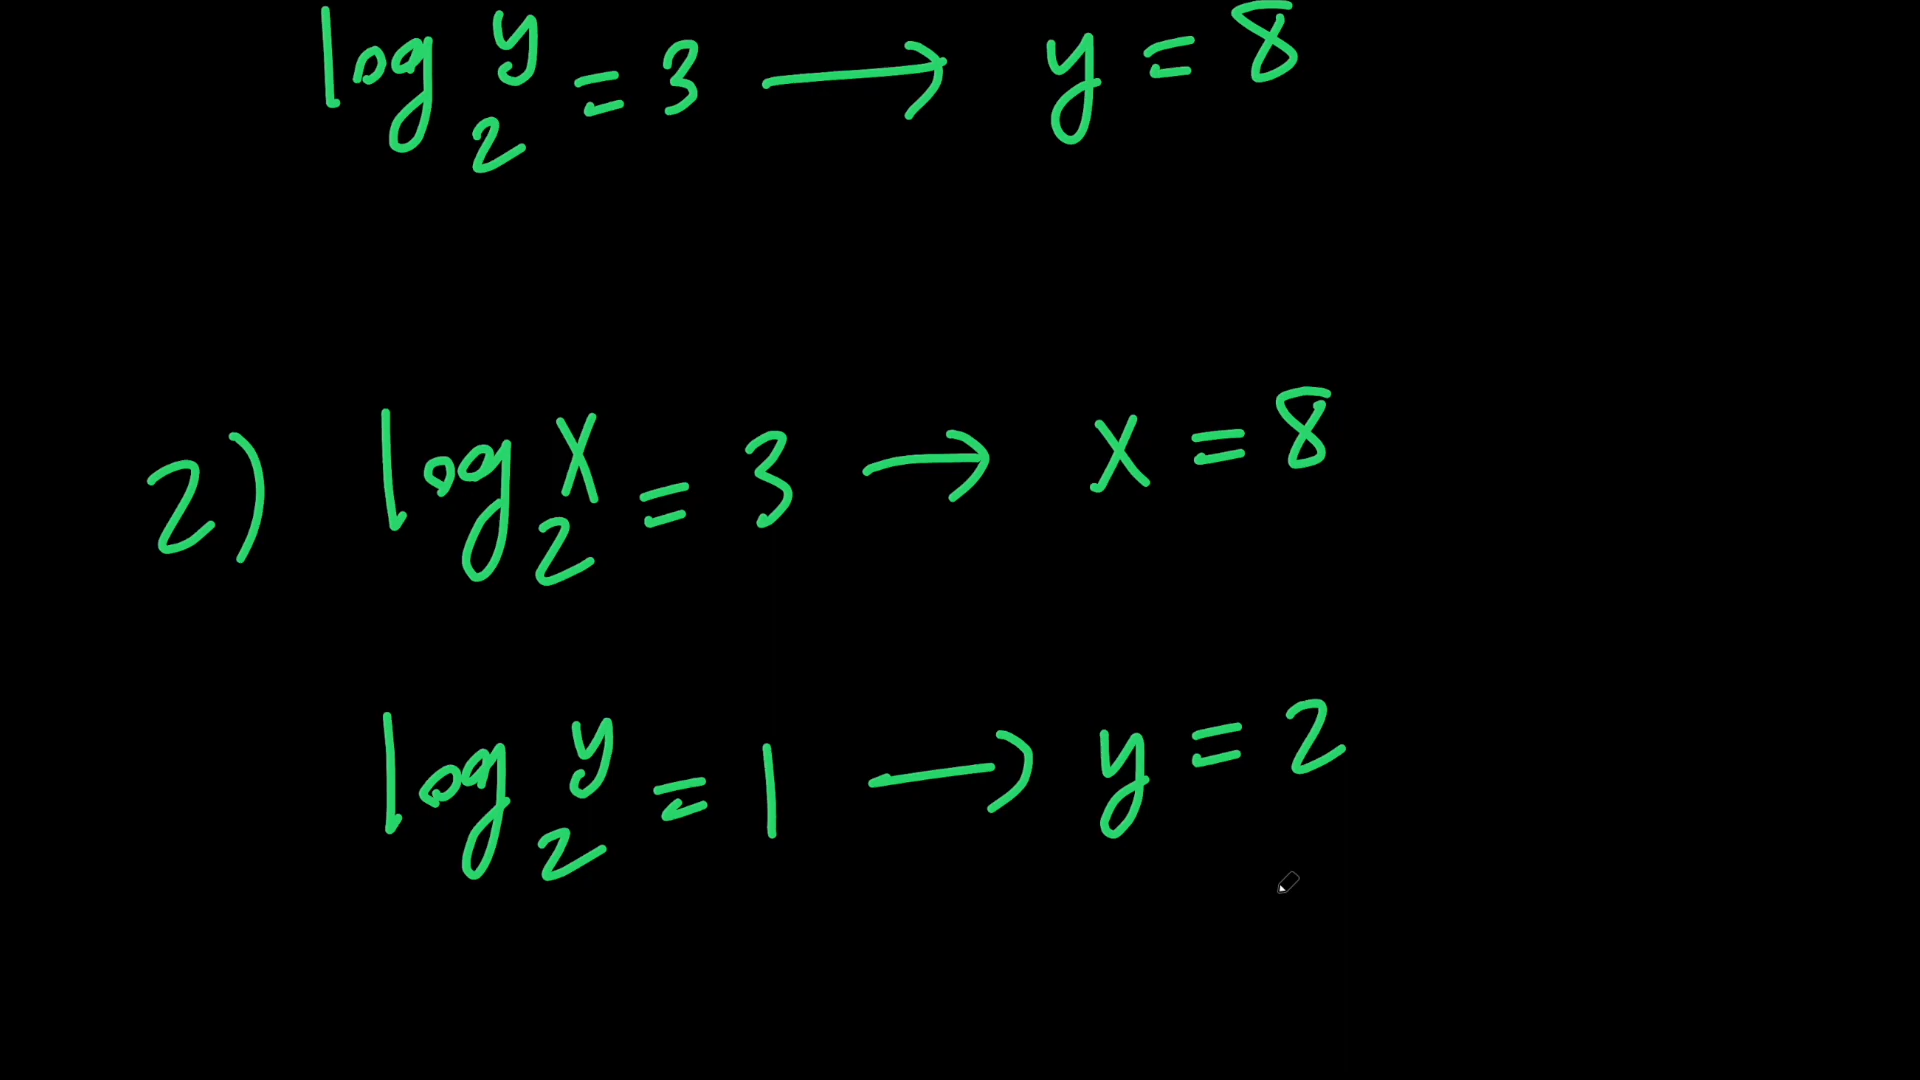 log₂ y = 3 → y = 8
2) log₂ x = 3 → x = 8
log₂ y = 1 → y = 2